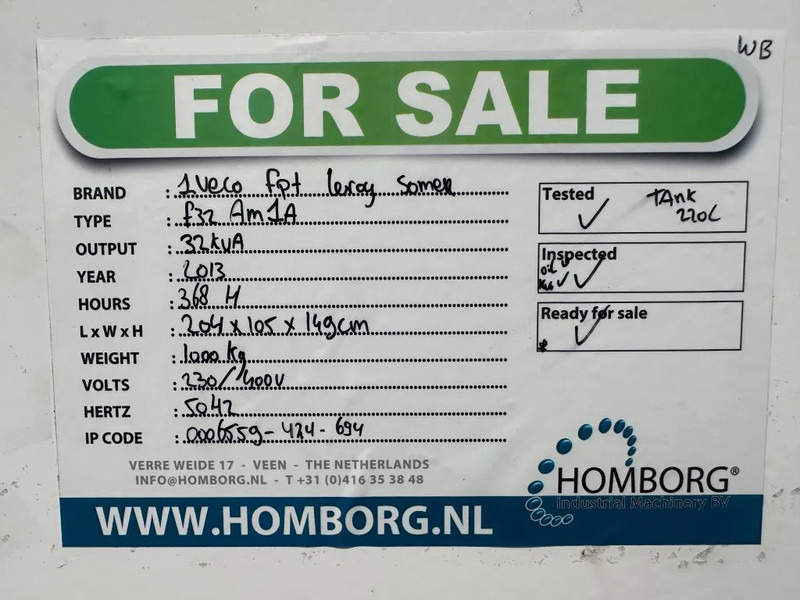 WB
FOR SALE
BRAND : Iveco fpt leroy somer
TYPE : f32 Am1A
OUTPUT : 32kVA
YEAR : 2013
HOURS : 368 H
L x W x H : 204 x 105 x 149cm
WEIGHT : 1000 kg
VOLTS : 230/400V
HERTZ : 50HZ
IP CODE : 0006559-424-694
Tested ✓ TAnk 220L
Inspected
oil ✓ ✓
Ready for sale ✓
VERRE WEIDE 17 - VEEN - THE NETHERLANDS
INFO@HOMBORG.NL - T +31 (0)416 35 38 48
HOMBORG®
Industrial Machinery BV
WWW.HOMBORG.NL